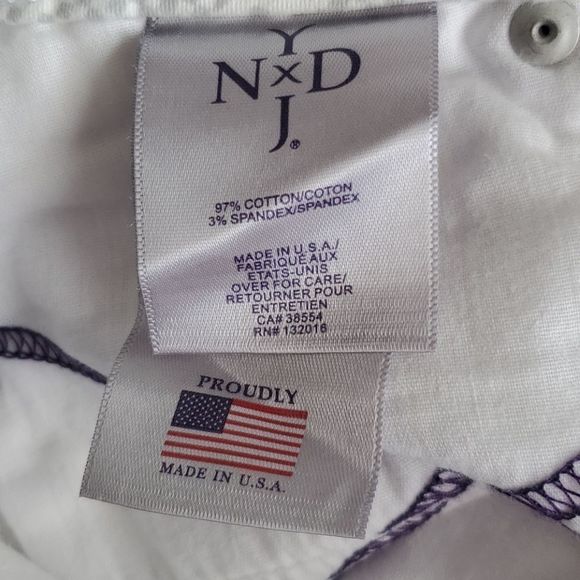 Y
N X D
J®
97% COTTON/COTON
3% SPANDEX/SPANDEX
MADE IN U.S.A./
FABRIQUÉ AUX
ETATS-UNIS
OVER FOR CARE/
RETOURNER POUR
ENTRETIEN
CA# 38554
RN# 132016
PROUDLY
MADE IN U.S.A.